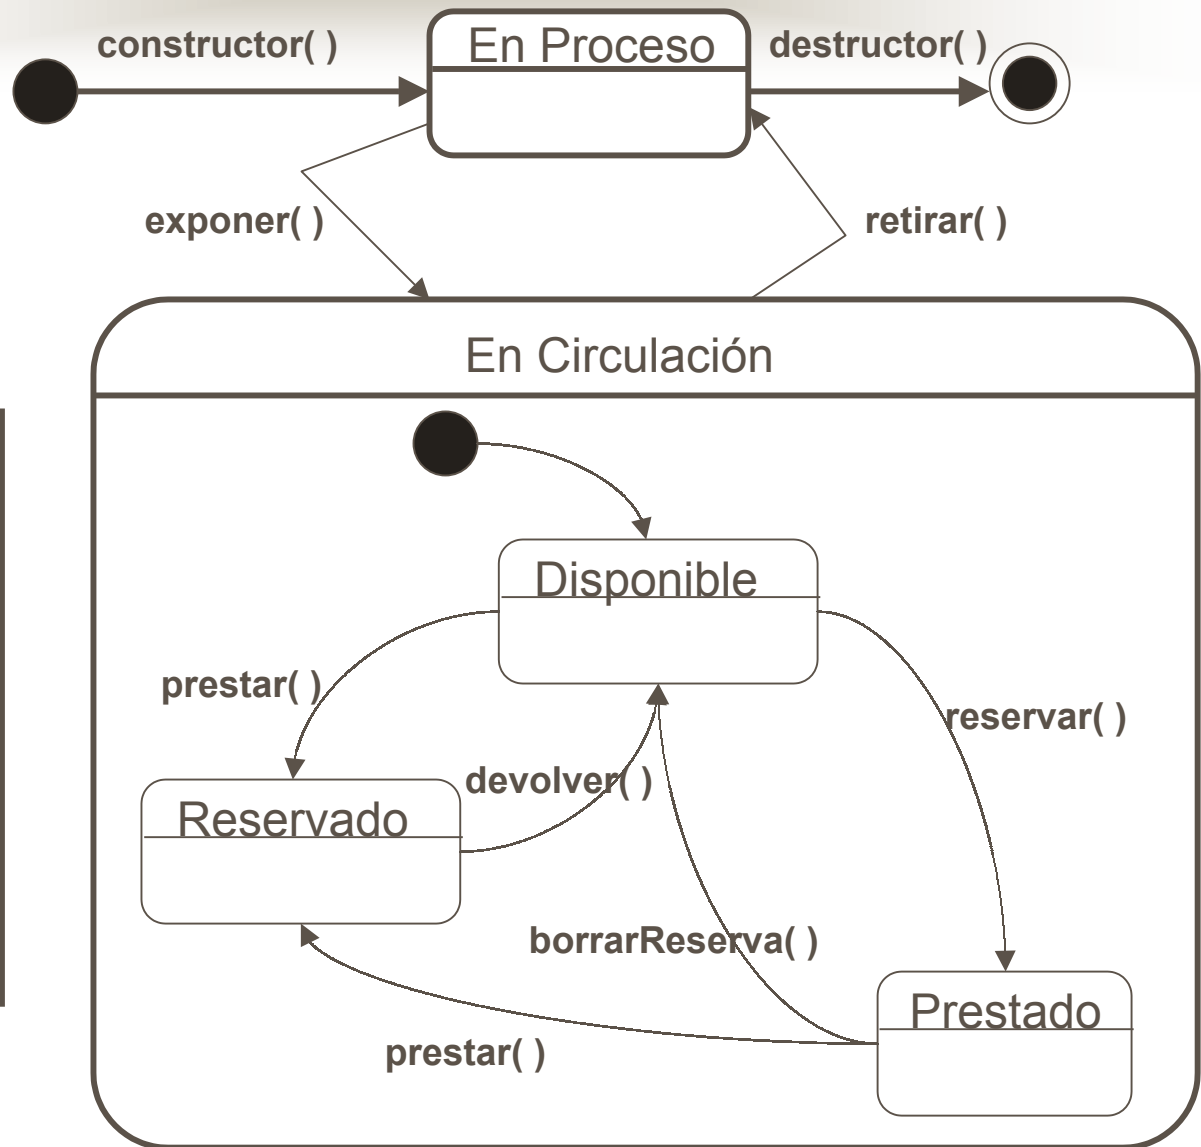 constructor( )
En Proceso
destructor( )
exponer( )
retirar( )
En Circulación
Disponible
prestar( )
reservar( )
devolver( )
Reservado
borrarReserva( )
Prestado
prestar( )